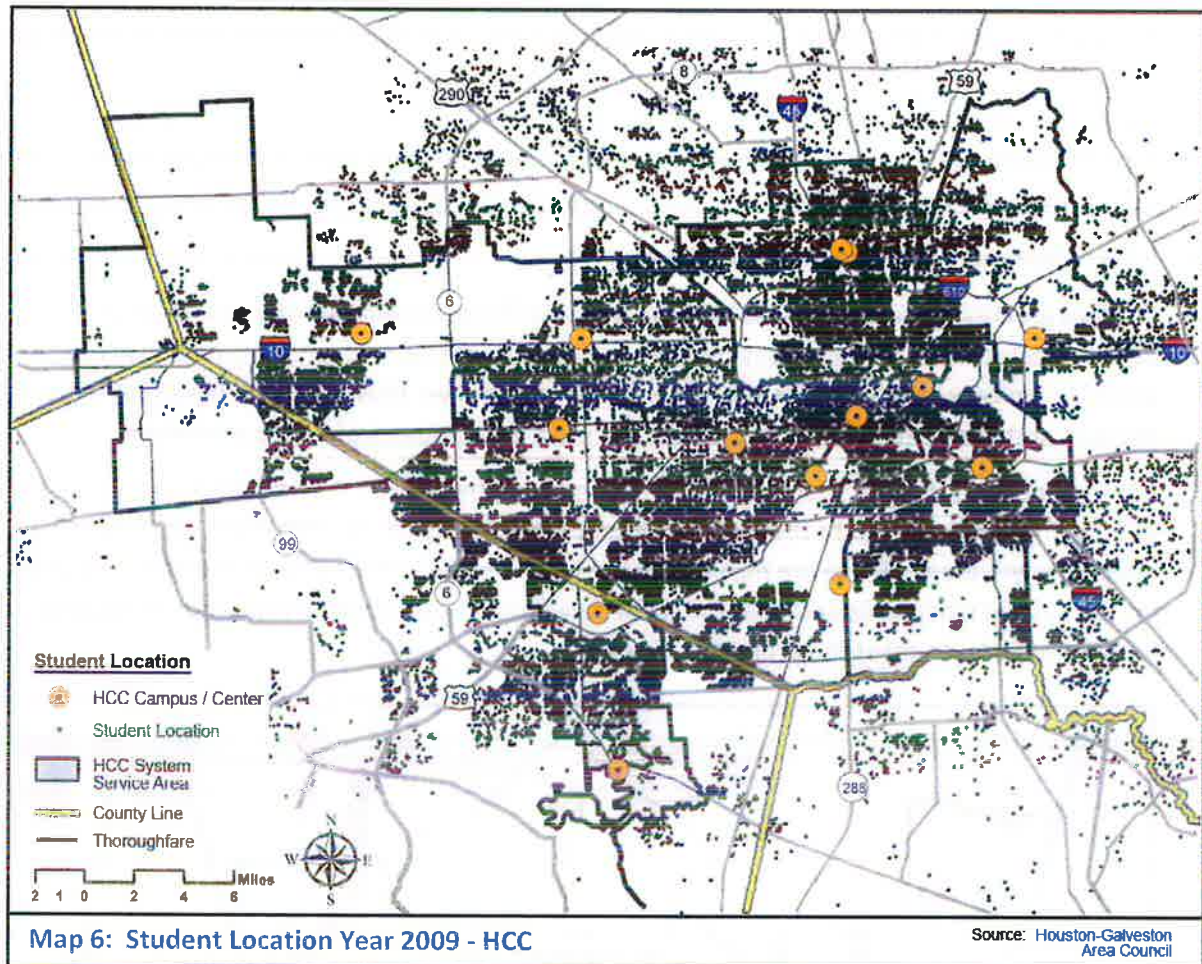 8
59
290
45
610
6
10
10
99
6
45
59
288
Student Location
HCC Campus / Center
Student Location
HCC System
Service Area
County Line
Thoroughfare
N
W E
S
Miles
2 1 0 2 4 6
Map 6: Student Location Year 2009 - HCC
Source: Houston-Galveston
Area Council